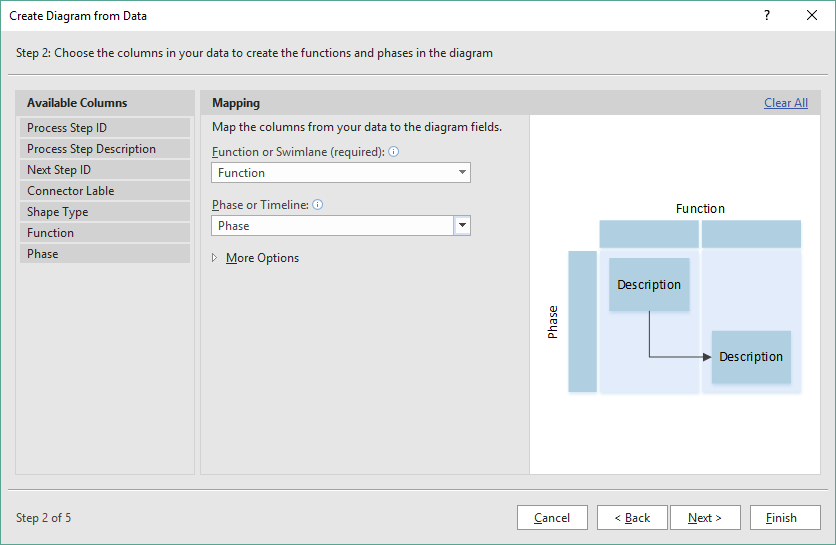 Create Diagram from Data
?
Step 2: Choose the columns in your data to create the functions and phases in the diagram
Available Columns
Process Step ID
Process Step Description
Next Step ID
Connector Lable
Shape Type
Function
Phase
Mapping
Clear All
Map the columns from your data to the diagram fields.
Function or Swimlane (required):
Function
Phase or Timeline:
Phase
More Options
Function
Phase
Description
Description
Step 2 of 5
Cancel
< Back
Next >
Finish